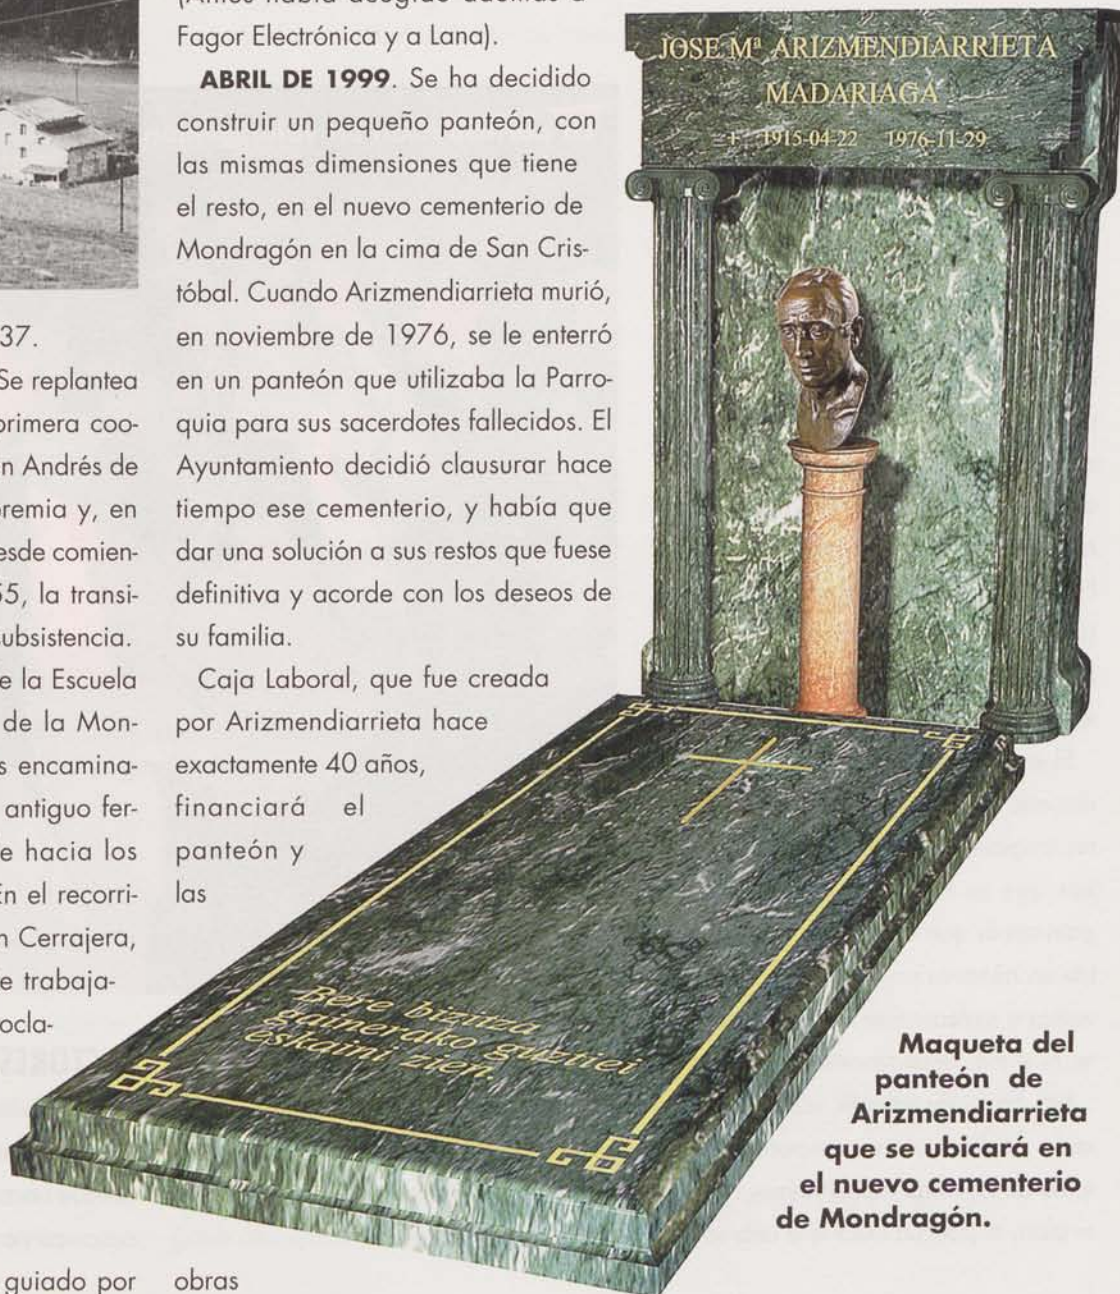 37.
Se replantea
primera coo-
n Andrés de
premia y, en
esde comien-
55, la transi-
ubsistencia.
e la Escuela
de la Mon-
s encamina-
antiguo fer-
e hacia los
En el recorri-
n Cerrajera,
e trabaja-
ocla-
guiado por
(Antes había acogido además a
Fagor Electrónica y a Lana).
ABRIL DE 1999. Se ha decidido
construir un pequeño panteón, con
las mismas dimensiones que tiene
el resto, en el nuevo cementerio de
Mondragón en la cima de San Cris-
tóbal. Cuando Arizmendiarrieta murió,
en noviembre de 1976, se le enterró
en un panteón que utilizaba la Parro-
quia para sus sacerdotes fallecidos. El
Ayuntamiento decidió clausurar hace
tiempo ese cementerio, y había que
dar una solución a sus restos que fuese
definitiva y acorde con los deseos de
su familia.
Caja Laboral, que fue creada
por Arizmendiarrieta hace
exactamente 40 años,
financiará el
panteón y
las
obras
JOSE Mª ARIZMENDIARRIETA
MADARIAGA
1915-04-22 1976-11-29
Bere bizitza
gainerako guztiei
eskaini zien.
Maqueta del
panteón de
Arizmendiarrieta
que se ubicará en
el nuevo cementerio
de Mondragón.